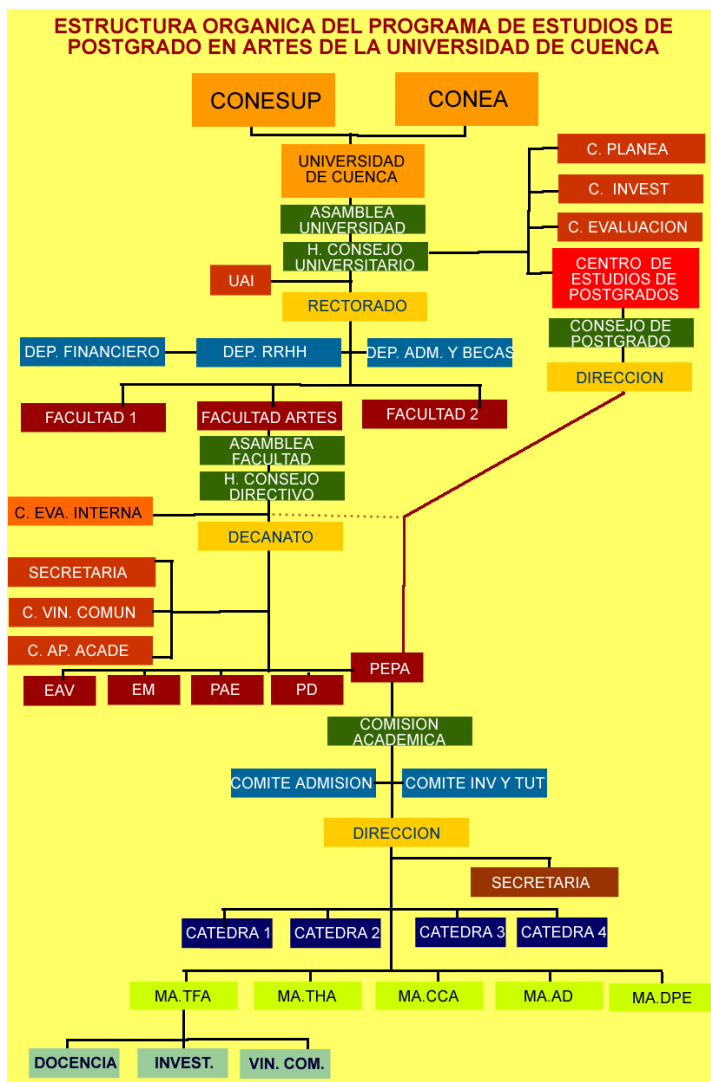 ESTRUCTURA ORGANICA DEL PROGRAMA DE ESTUDIOS DE
POSTGRADO EN ARTES DE LA UNIVERSIDAD DE CUENCA
CONESUP
CONEA
UNIVERSIDAD
DE CUENCA
C. PLANEA
C. INVEST
ASAMBLEA
UNIVERSIDAD
C. EVALUACION
H. CONSEJO
UNIVERSITARIO
CENTRO DE
ESTUDIOS DE
POSTGRADOS
UAI
RECTORADO
CONSEJO DE
POSTGRADO
DEP. FINANCIERO
DEP. RRHH
DEP. ADM. Y BECAS
DIRECCION
FACULTAD 1
FACULTAD ARTES
FACULTAD 2
ASAMBLEA
FACULTAD
H. CONSEJO
DIRECTIVO
C. EVA. INTERNA
DECANATO
SECRETARIA
C. VIN. COMUN
C. AP. ACADE
PEPA
EAV
EM
PAE
PD
COMISION
ACADEMICA
COMITE ADMISION
COMITE INV Y TUT
DIRECCION
SECRETARIA
CATEDRA 1
CATEDRA 2
CATEDRA 3
CATEDRA 4
MA.TFA
MA.THA
MA.CCA
MA.AD
MA.DPE
DOCENCIA
INVEST.
VIN. COM.